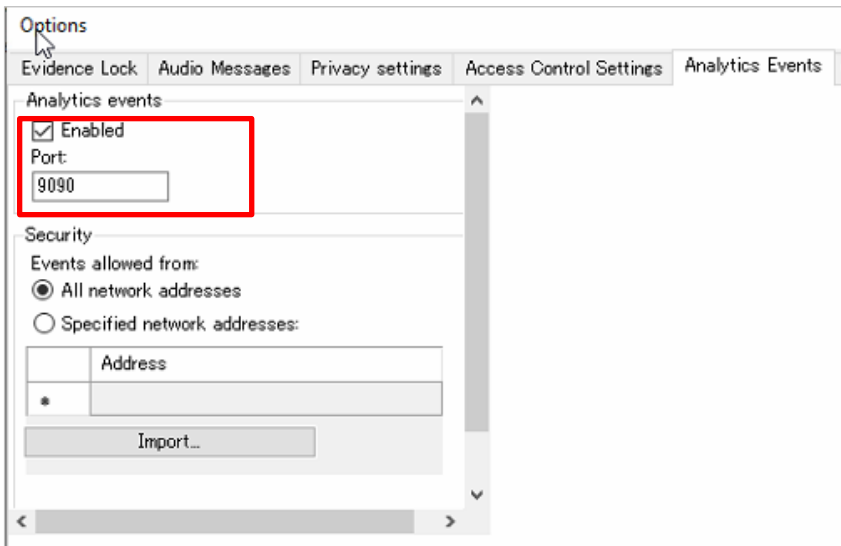 Options
Evidence Lock Audio Messages Privacy settings Access Control Settings Analytics Events
Analytics events
Enabled
Port:
9090
Security
Events allowed from:
All network addresses
Specified network addresses:
Address
*
Import...